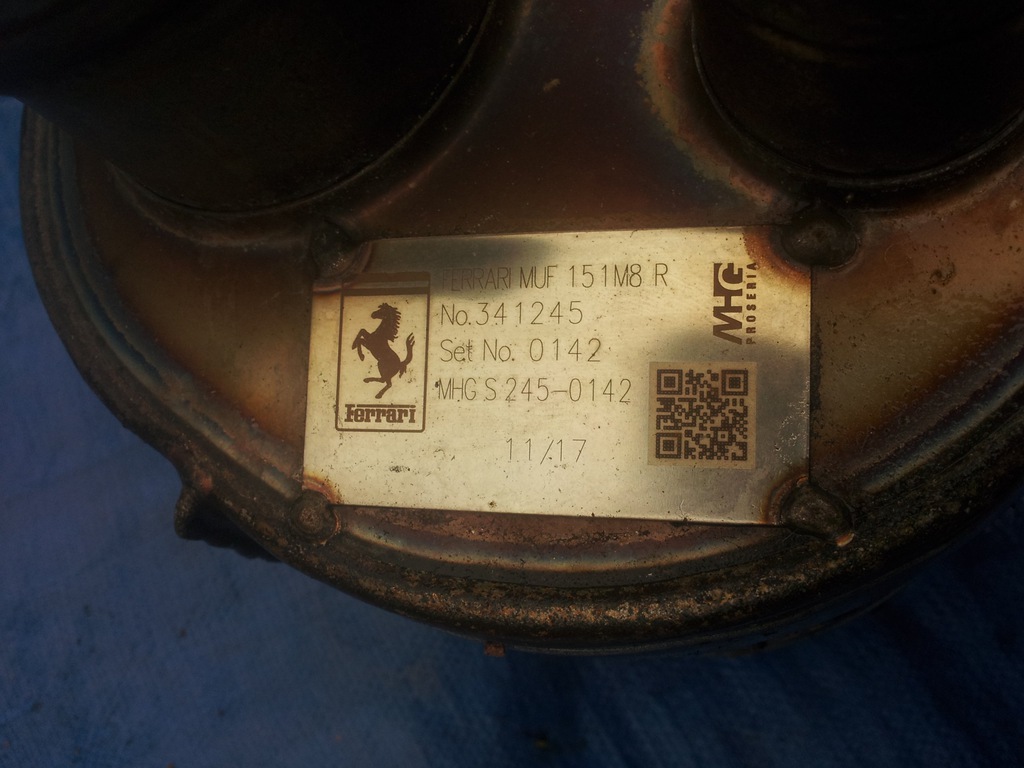 FERRARI MUF 151M8 R
No.341245
Set No. 0142
MHG S 245-0142
11/17
Ferrari
MHG
PROSERIA